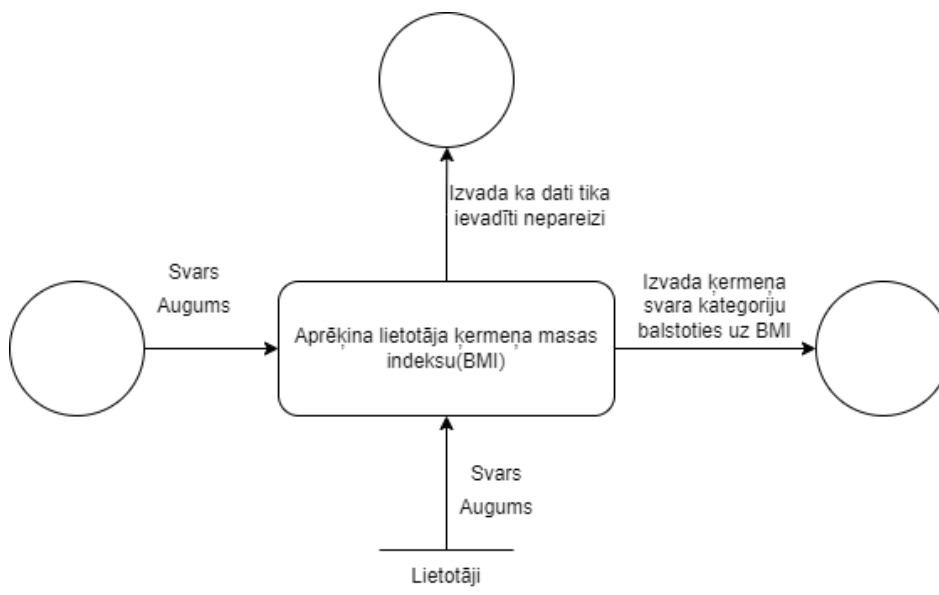 Izvada ka dati tika
ievadīti nepareizi
Svars
Augums
Aprēķina lietotāja ķermeņa masas
indeksu(BMI)
Izvada ķermeņa
svara kategoriju
balstoties uz BMI
Svars
Augums
Lietotāji